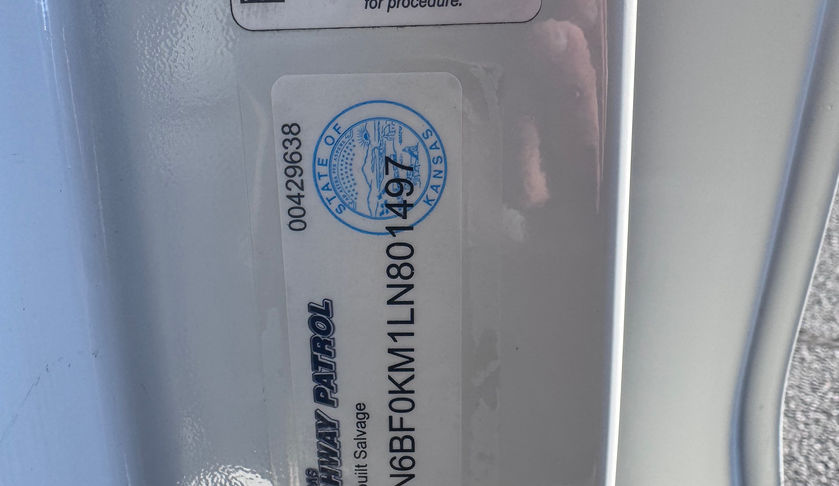 for procedure.
00429638
STATE OF KANSAS
HWAY PATROL
uilt Salvage
N6BF0KM1LN801497